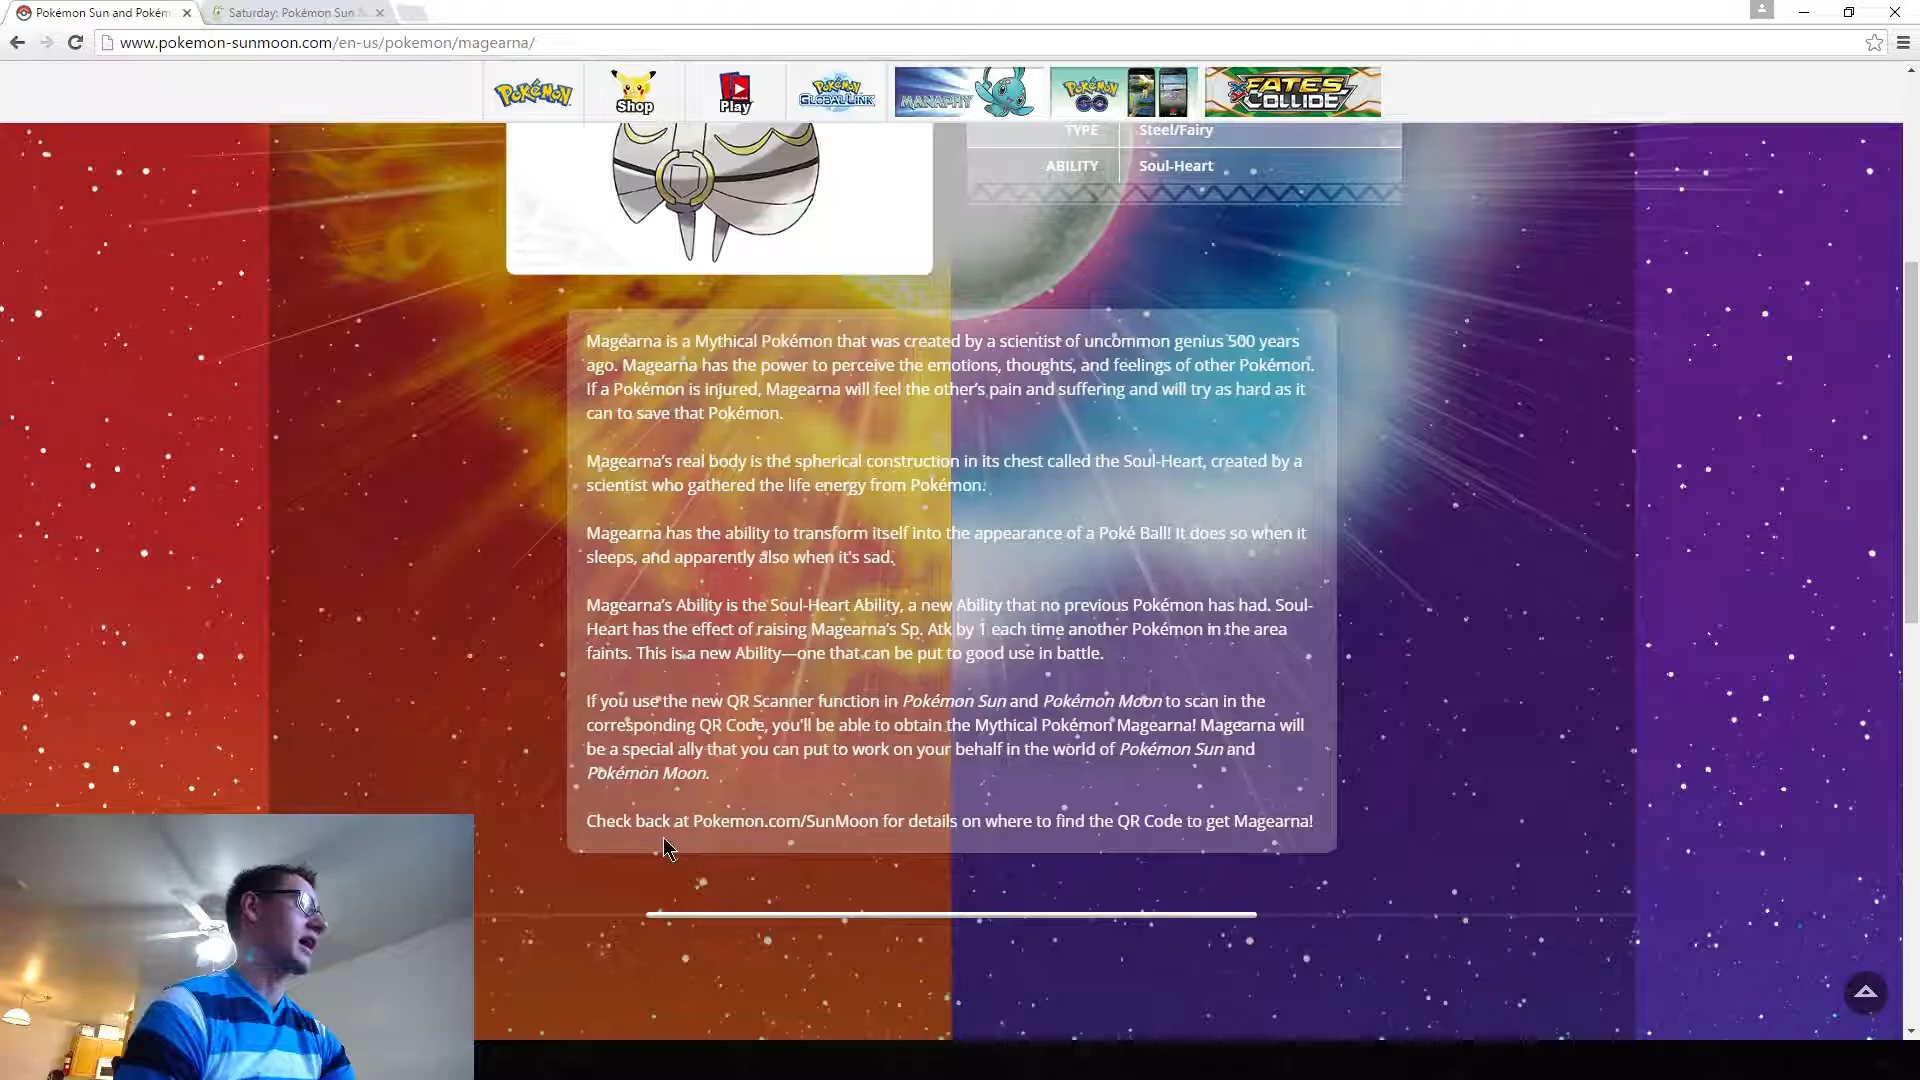 Pokémon Sun and Pokém
Saturday: Pokémon Sun
www.pokemon-sunmoon.com/en-us/pokemon/magearna/
Pokémon
Shop
Play
Pokémon GLOBAL LINK
MANAPHY
Pokémon GO
FATES COLLIDE
TYPE Steel/Fairy
ABILITY Soul-Heart
Magearna is a Mythical Pokémon that was created by a scientist of uncommon genius 500 years
ago. Magearna has the power to perceive the emotions, thoughts, and feelings of other Pokémon.
If a Pokémon is injured, Magearna will feel the other's pain and suffering and will try as hard as it
can to save that Pokémon.
Magearna's real body is the spherical construction in its chest called the Soul-Heart, created by a
scientist who gathered the life energy from Pokémon.
Magearna has the ability to transform itself into the appearance of a Poké Ball! It does so when it
sleeps, and apparently also when it's sad.
Magearna's Ability is the Soul-Heart Ability, a new Ability that no previous Pokémon has had. Soul-
Heart has the effect of raising Magearna's Sp. Atk by 1 each time another Pokémon in the area
faints. This is a new Ability—one that can be put to good use in battle.
If you use the new QR Scanner function in Pokémon Sun and Pokémon Moon to scan in the
corresponding QR Code, you'll be able to obtain the Mythical Pokémon Magearna! Magearna will
be a special ally that you can put to work on your behalf in the world of Pokémon Sun and
Pokémon Moon.
Check back at Pokemon.com/SunMoon for details on where to find the QR Code to get Magearna!